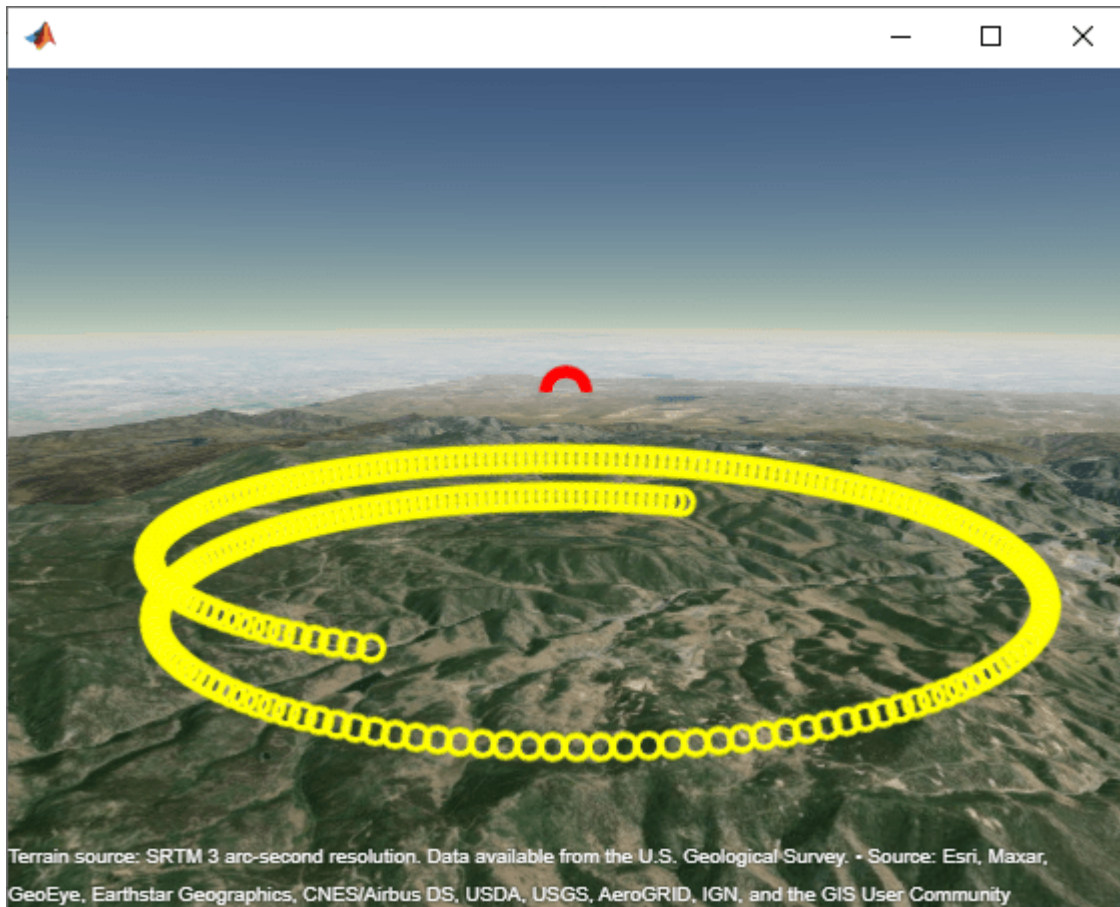 Terrain source: SRTM 3 arc-second resolution. Data available from the U.S. Geological Survey. • Source: Esri, Maxar,
GeoEye, Earthstar Geographics, CNES/Airbus DS, USDA, USGS, AeroGRID, IGN, and the GIS User Community